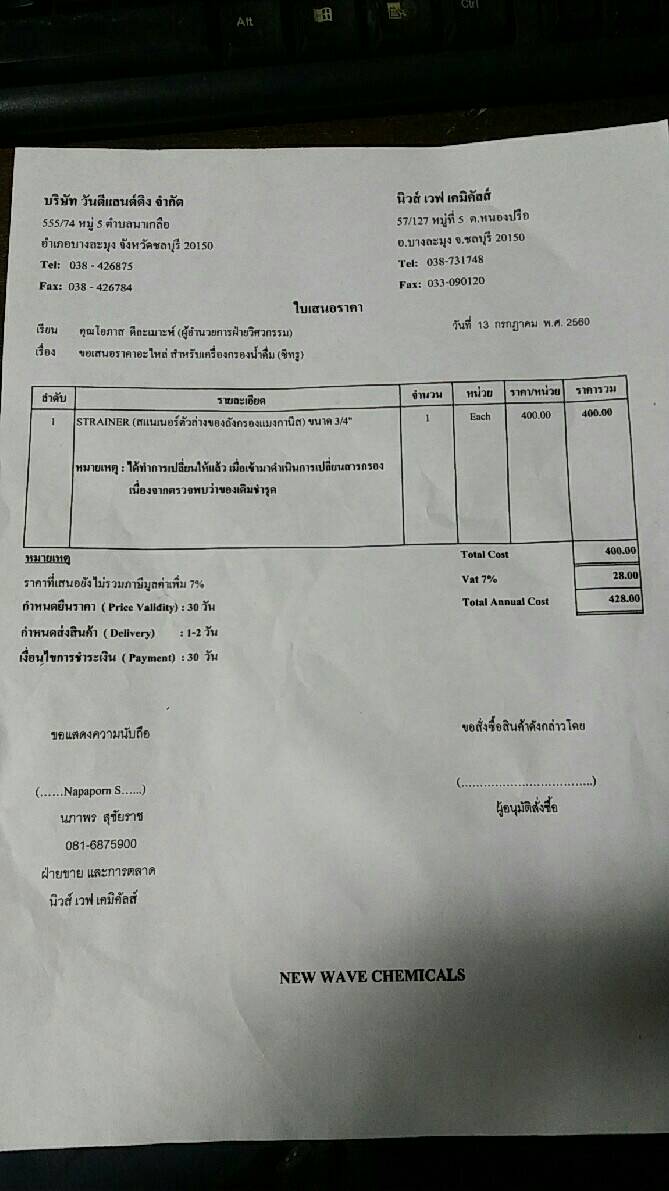 Alt
Ctrl
บริษัท วันดีแลนด์ดิง จำกัด
555/74 หมู่ 5 ตำบลนาเกลือ
อำเภอบางละมุง จังหวัดชลบุรี 20150
Tel: 038 - 426875
Fax: 038 - 426784
นิวส์ เวฟ เคมิคัลส์
57/127 หมู่ที่ 5 ต.หนองปรือ
อ.บางละมุง จ.ชลบุรี 20150
Tel: 038-731748
Fax: 033-090120
ใบเสนอราคา
เรียน คุณโอภาส ดีละเมาะห์ (ผู้อำนวยการฝ่ายวิศวกรรม)
วันที่ 13 กรกฎาคม พ.ศ. 2560
เรื่อง ขอเสนอราคาอะไหล่ สำหรับเครื่องกรองน้ำดื่ม (ซิทรู)
ลำดับ รายละเอียด จำนวน หน่วย ราคา/หน่วย ราคารวม
1 STRAINER (สแนเนอร์ตัวล่างของถังกรองแมงกานีส) ขนาด 3/4" 1 Each 400.00 400.00
หมายเหตุ : ได้ทำการเปลี่ยนให้แล้ว เมื่อเข้ามาดำเนินการเปลี่ยนสารกรอง
เนื่องจากตรวจพบว่าของเดิมชำรุด
หมายเหตุ
Total Cost 400.00
ราคาที่เสนอยังไม่รวมภาษีมูลค่าเพิ่ม 7%
Vat 7% 28.00
กำหนดยืนราคา ( Price Validity) : 30 วัน
Total Annual Cost 428.00
กำหนดส่งสินค้า ( Delivery) : 1-2 วัน
เงื่อนไขการชำระเงิน ( Payment) : 30 วัน
ขอแสดงความนับถือ
ขอสั่งซื้อสินค้าดังกล่าวโดย
(......Napaporn S......)
(.................................)
นภาพร สุชัยราช
ผู้อนุมัติสั่งซื้อ
081-6875900
ฝ่ายขาย และการตลาด
นิวส์ เวฟ เคมิคัลส์
NEW WAVE CHEMICALS